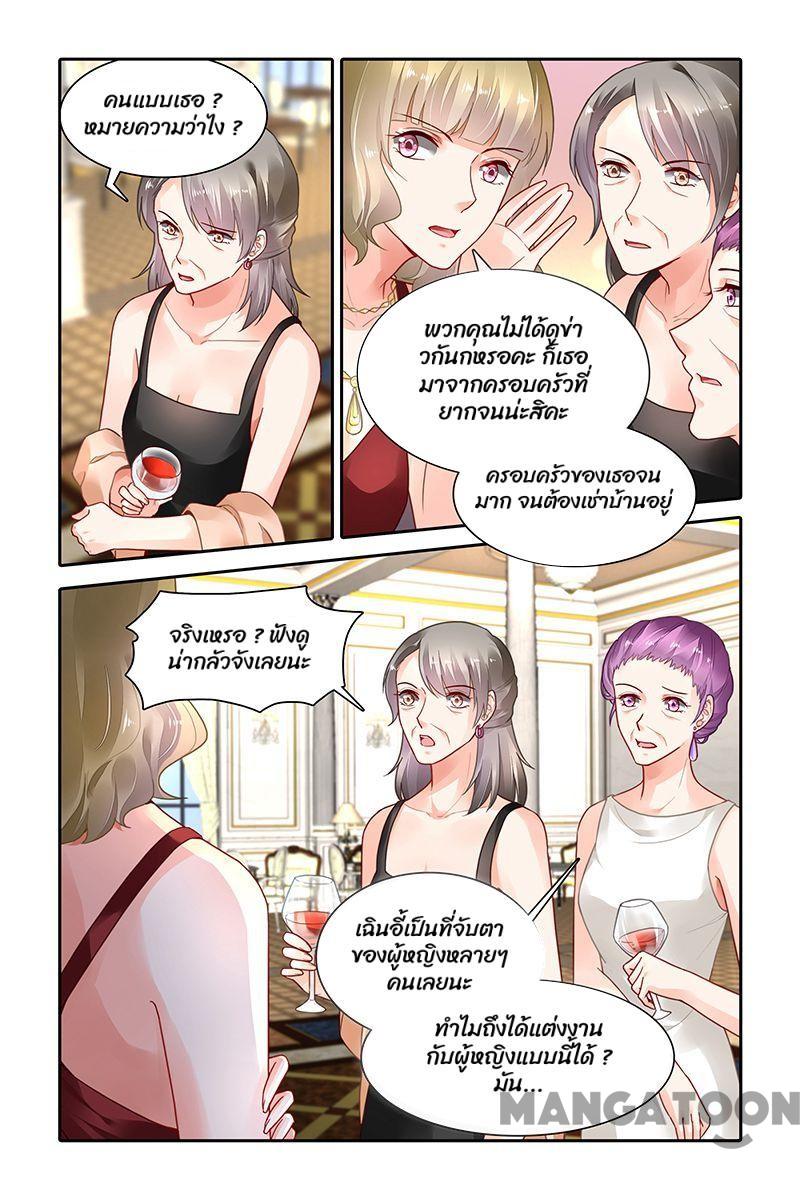 คนแบบเธอ ?
หมายความว่าไง ?
พวกคุณไม่ได้ดูข่า
วกันกหรอคะ ก็เธอ
มาจากครอบครัวที่
ยากจนน่ะสิคะ
ครอบครัวของเธอจน
มาก จนต้องเช่าบ้านอยู่
จริงเหรอ ? ฟังดู
น่ากลัวจังเลยนะ
เฉินอี้เป็นที่จับตา
ของผู้หญิงหลายๆ
คนเลยนะ
ทำไมถึงได้แต่งงาน
กับผู้หญิงแบบนี้ได้ ?
มัน...
MANGATOON